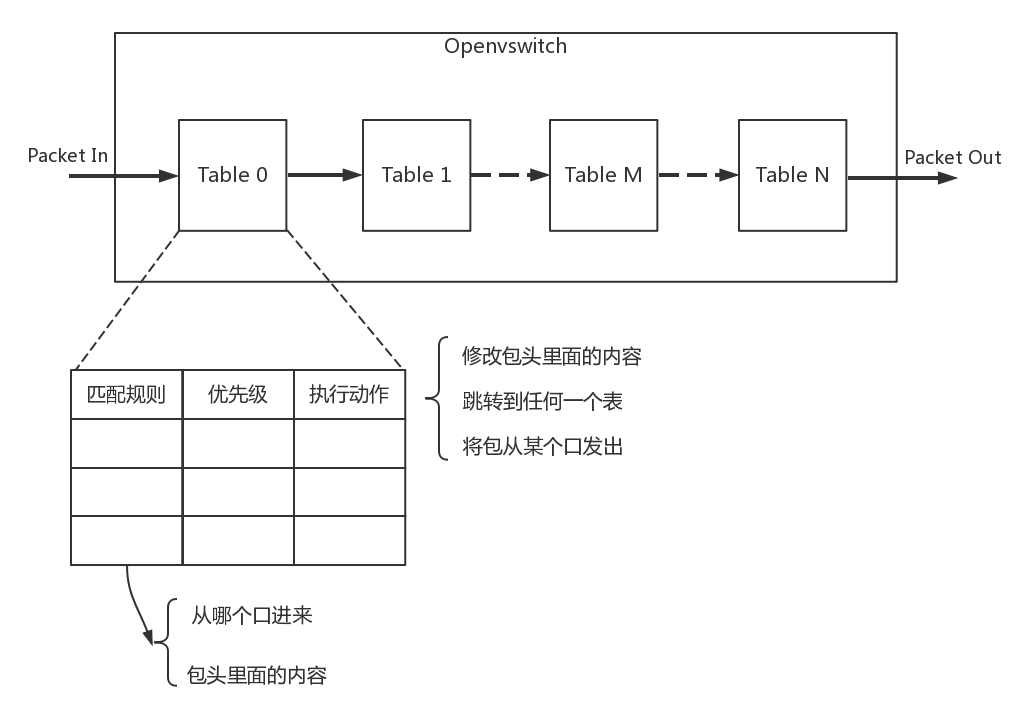 Openvswitch
Packet In
Table 0
Table 1
Table M
Table N
Packet Out
匹配规则
优先级
执行动作
修改包头里面的内容
跳转到任何一个表
将包从某个口发出
从哪个口进来
包头里面的内容